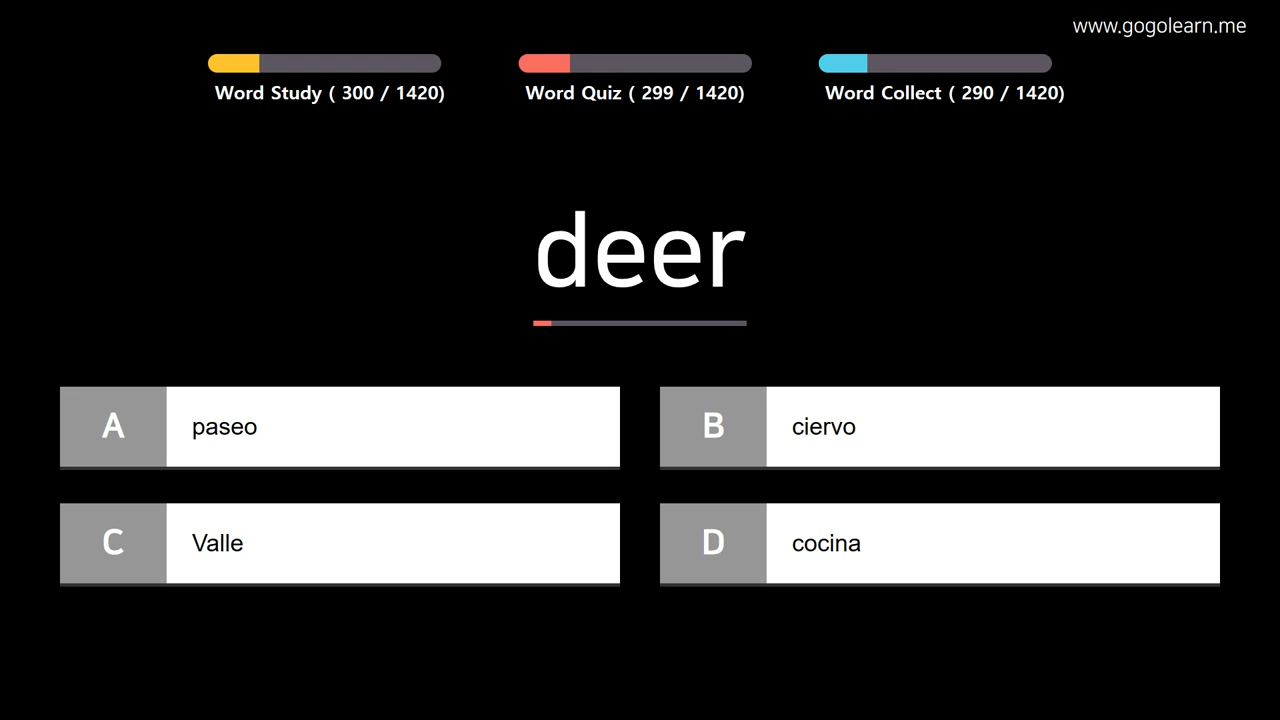 www.gogolearn.me
Word Study ( 300 / 1420)
Word Quiz ( 299 / 1420)
Word Collect ( 290 / 1420)
deer
A paseo
B ciervo
C Valle
D cocina